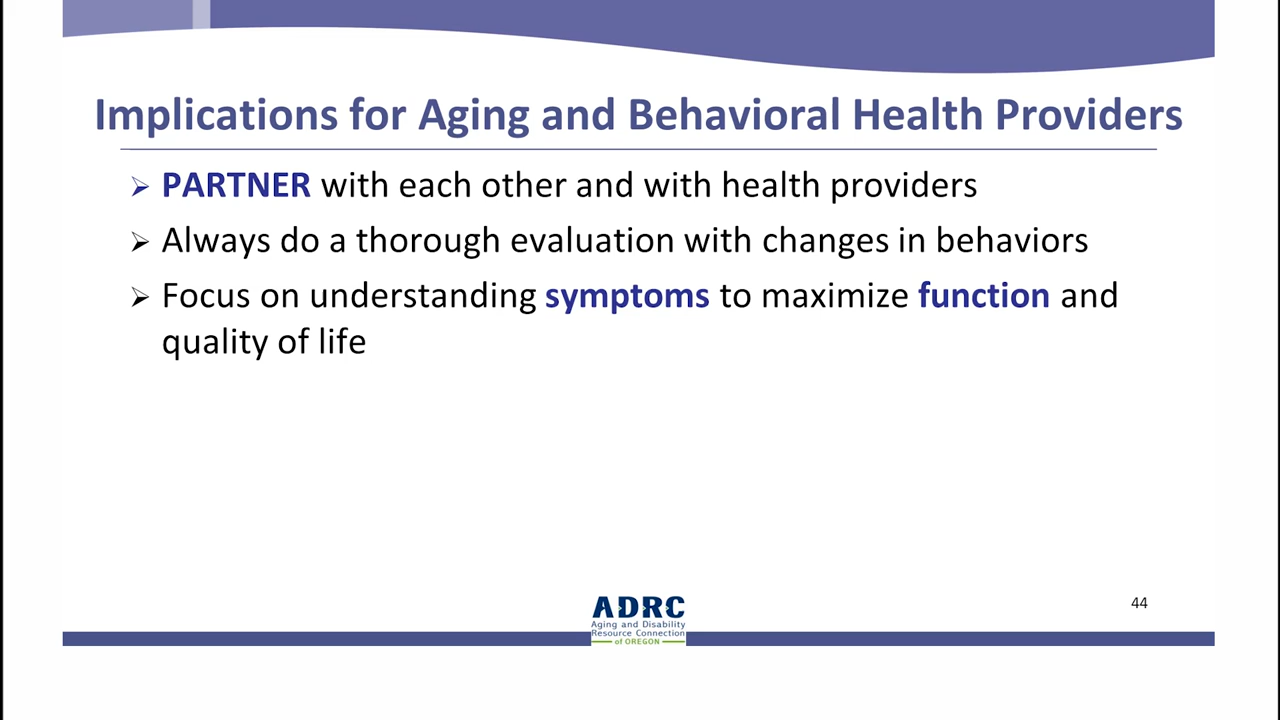 Implications for Aging and Behavioral Health Providers
PARTNER with each other and with health providers
Always do a thorough evaluation with changes in behaviors
Focus on understanding symptoms to maximize function and
quality of life
44
ADRC
Aging and Disability
Resource Connection
of OREGON